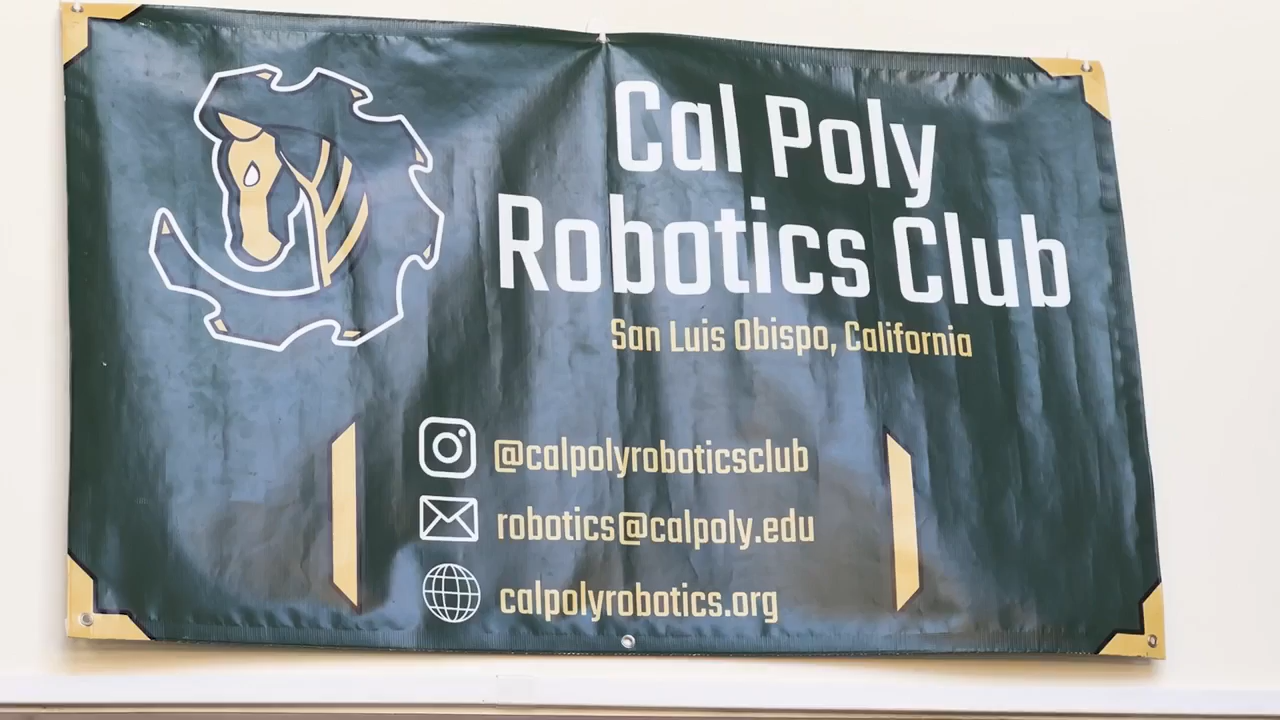 Cal Poly
Robotics Club
San Luis Obispo, California
@calpolyroboticsclub
robotics@calpoly.edu
calpolyrobotics.org